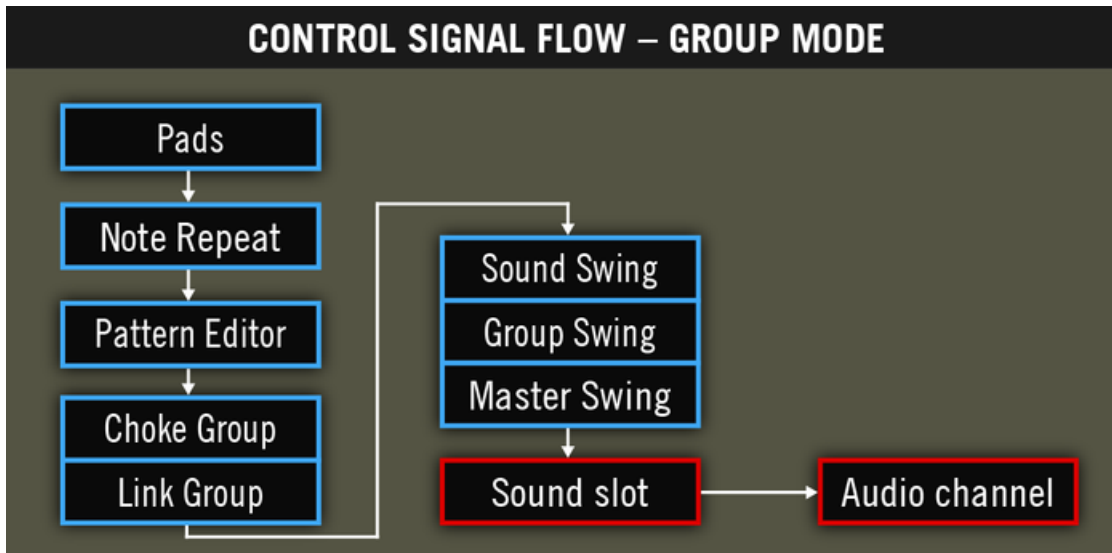 CONTROL SIGNAL FLOW – GROUP MODE
Pads
Note Repeat
Pattern Editor
Choke Group
Link Group
Sound Swing
Group Swing
Master Swing
Sound slot
Audio channel